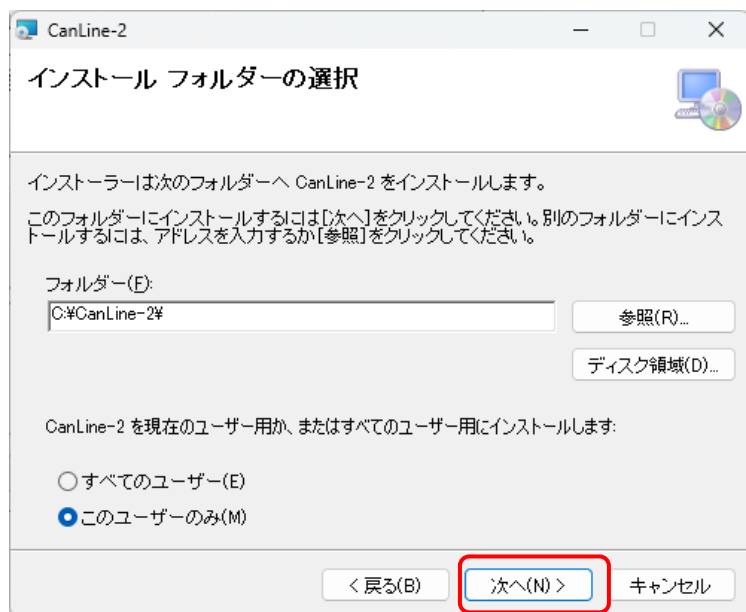 CanLine-2
インストール フォルダーの選択
インストーラーは次のフォルダーへ CanLine-2 をインストールします。
このフォルダーにインストールするには[次へ]をクリックしてください。別のフォルダーにインス
トールするには、アドレスを入力するか[参照]をクリックしてください。
フォルダー(F):
C:¥CanLine-2¥
参照(R)...
ディスク領域(D)...
CanLine-2 を現在のユーザー用か、またはすべてのユーザー用にインストールします:
すべてのユーザー(E)
このユーザーのみ(M)
< 戻る(B) 次へ(N) > キャンセル